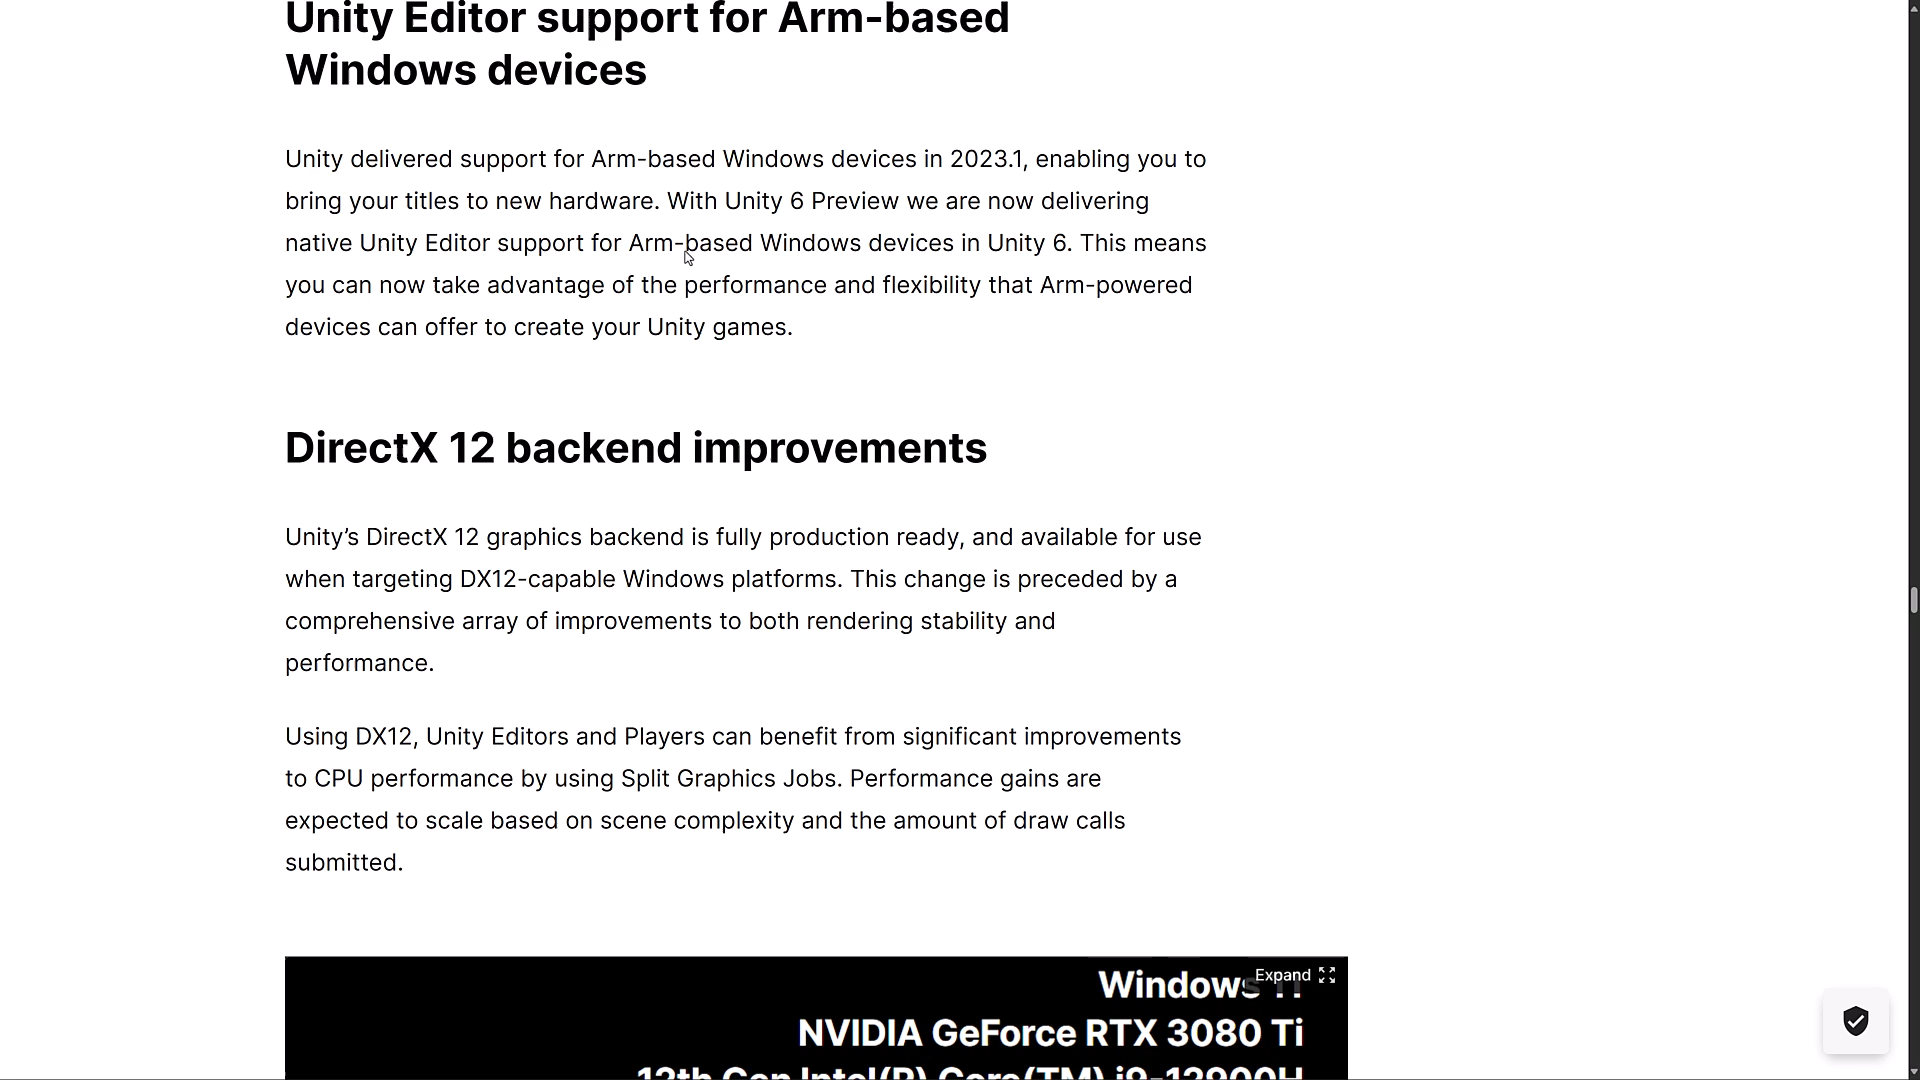 Unity Editor support for Arm-based
Windows devices
Unity delivered support for Arm-based Windows devices in 2023.1, enabling you to
bring your titles to new hardware. With Unity 6 Preview we are now delivering
native Unity Editor support for Arm-based Windows devices in Unity 6. This means
you can now take advantage of the performance and flexibility that Arm-powered
devices can offer to create your Unity games.
DirectX 12 backend improvements
Unity’s DirectX 12 graphics backend is fully production ready, and available for use
when targeting DX12-capable Windows platforms. This change is preceded by a
comprehensive array of improvements to both rendering stability and
performance.
Using DX12, Unity Editors and Players can benefit from significant improvements
to CPU performance by using Split Graphics Jobs. Performance gains are
expected to scale based on scene complexity and the amount of draw calls
submitted.
Expand
Windows 11
NVIDIA GeForce RTX 3080 Ti
12th Gen Intel(R) Core(TM) i9-12900H